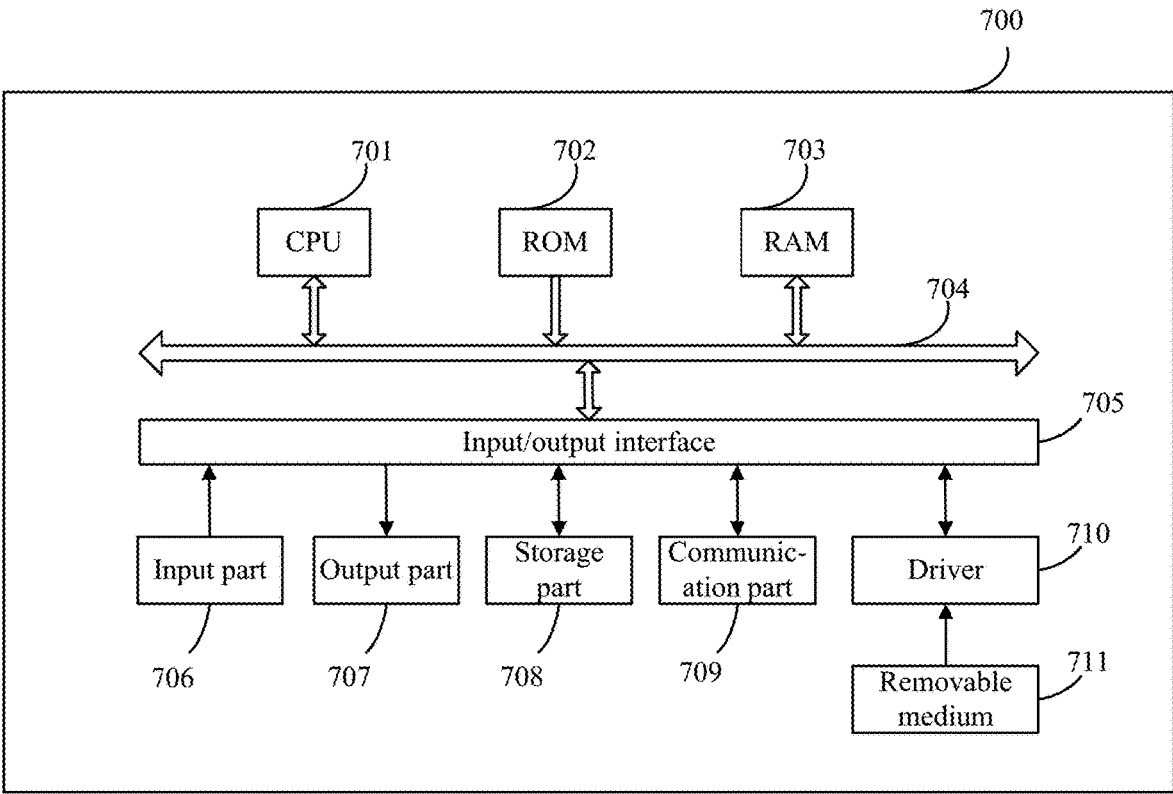 700
701
702
703
CPU
ROM
RAM
704
705
Input/output interface
710
Input part
Output part
Storage
part
Communic-
ation part
Driver
706
707
708
709
711
Removable
medium